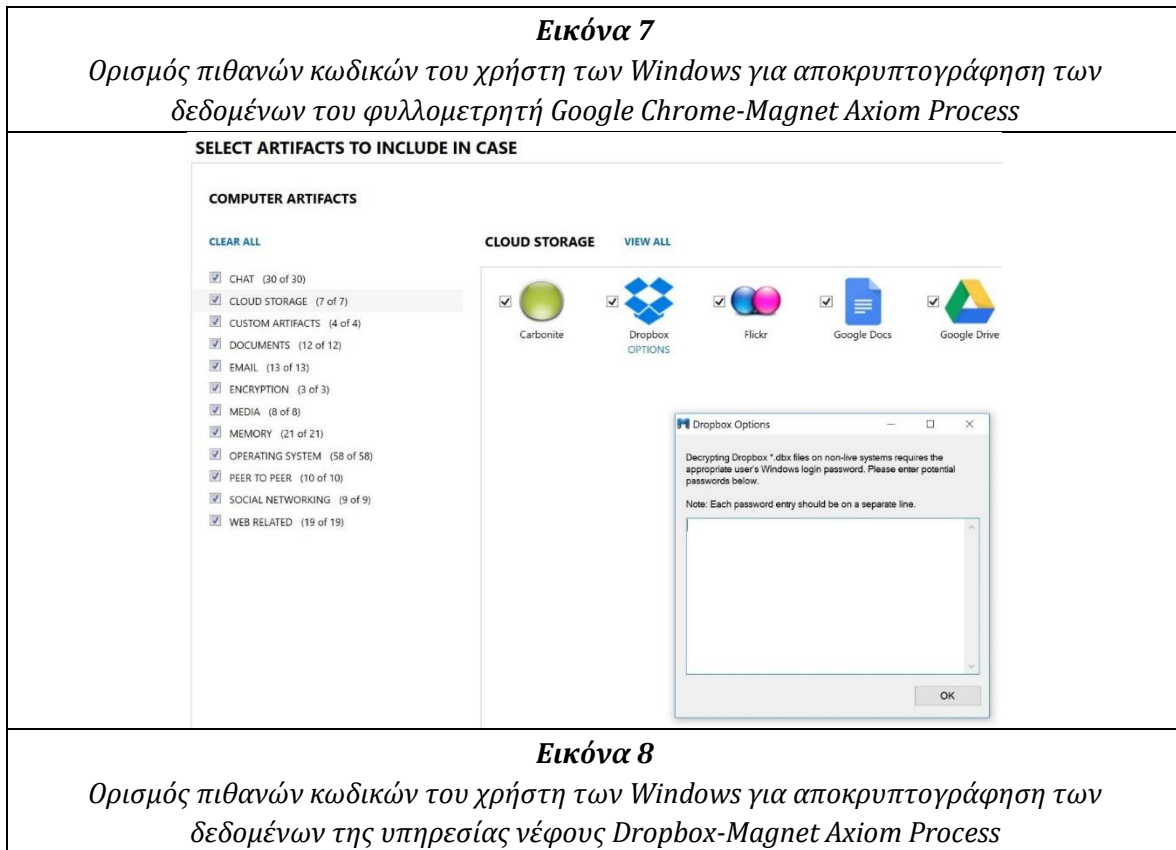 Εικόνα 7
Ορισμός πιθανών κωδικών του χρήστη των Windows για αποκρυπτογράφηση των
δεδομένων του φυλλομετρητή Google Chrome-Magnet Axiom Process
SELECT ARTIFACTS TO INCLUDE IN CASE
COMPUTER ARTIFACTS
CLEAR ALL
CLOUD STORAGE VIEW ALL
CHAT (30 of 30)
CLOUD STORAGE (7 of 7)
CUSTOM ARTIFACTS (4 of 4)
DOCUMENTS (12 of 12)
EMAIL (13 of 13)
ENCRYPTION (3 of 3)
MEDIA (8 of 8)
MEMORY (21 of 21)
OPERATING SYSTEM (58 of 58)
PEER TO PEER (10 of 10)
SOCIAL NETWORKING (9 of 9)
WEB RELATED (19 of 19)
Carbonite
Dropbox
OPTIONS
Flickr
Google Docs
Google Drive
Dropbox Options
Decrypting Dropbox *.dbx files on non-live systems requires the
appropriate user's Windows login password. Please enter potential
passwords below.
Note: Each password entry should be on a separate line.
OK
Εικόνα 8
Ορισμός πιθανών κωδικών του χρήστη των Windows για αποκρυπτογράφηση των
δεδομένων της υπηρεσίας νέφους Dropbox-Magnet Axiom Process